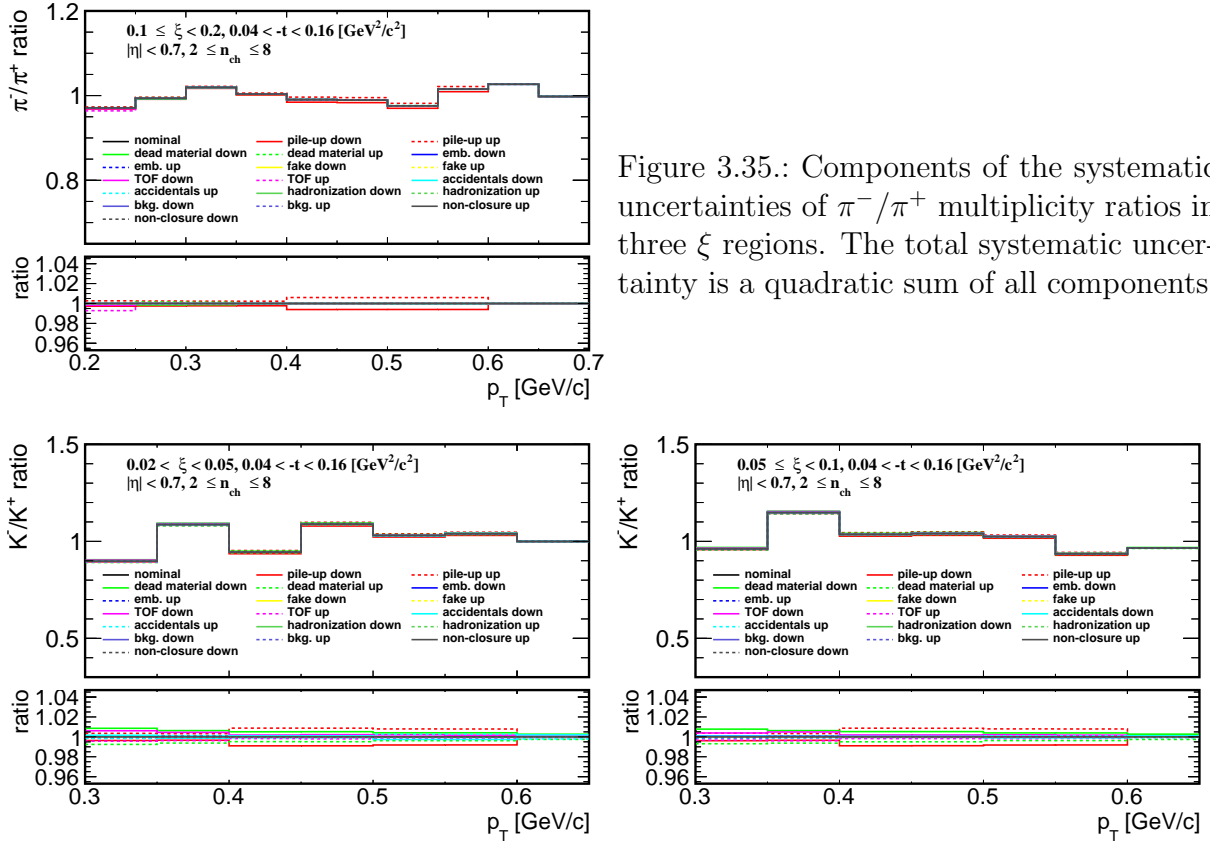 1.2
1
0.8
π⁻/π⁺ ratio
0.1 ≤ ξ < 0.2, 0.04 < -t < 0.16 [GeV²/c²]
|η| < 0.7, 2 ≤ n_ch ≤ 8
nominal pile-up down pile-up up
dead material down dead material up emb. down
emb. up fake down fake up
TOF down TOF up accidentals down
accidentals up hadronization down hadronization up
bkg. down bkg. up non-closure up
non-closure down
ratio
1.04
1.02
1
0.98
0.96
0.2 0.3 0.4 0.5 0.6 0.7
p_T [GeV/c]
Figure 3.35.: Components of the systematic
uncertainties of π⁻/π⁺ multiplicity ratios in
three ξ regions. The total systematic uncer-
tainty is a quadratic sum of all components
1.5
1
0.5
K⁻/K⁺ ratio
0.02 < ξ < 0.05, 0.04 < -t < 0.16 [GeV²/c²]
|η| < 0.7, 2 ≤ n_ch ≤ 8
nominal pile-up down pile-up up
dead material down dead material up emb. down
emb. up fake down fake up
TOF down TOF up accidentals down
accidentals up hadronization down hadronization up
bkg. down bkg. up non-closure up
non-closure down
ratio
1.04
1.02
1
0.98
0.96
0.3 0.4 0.5 0.6
p_T [GeV/c]
1.5
1
0.5
K⁻/K⁺ ratio
0.05 ≤ ξ < 0.1, 0.04 < -t < 0.16 [GeV²/c²]
|η| < 0.7, 2 ≤ n_ch ≤ 8
nominal pile-up down pile-up up
dead material down dead material up emb. down
emb. up fake down fake up
TOF down TOF up accidentals down
accidentals up hadronization down hadronization up
bkg. down bkg. up non-closure up
non-closure down
ratio
1.04
1.02
1
0.98
0.96
0.3 0.4 0.5 0.6
p_T [GeV/c]